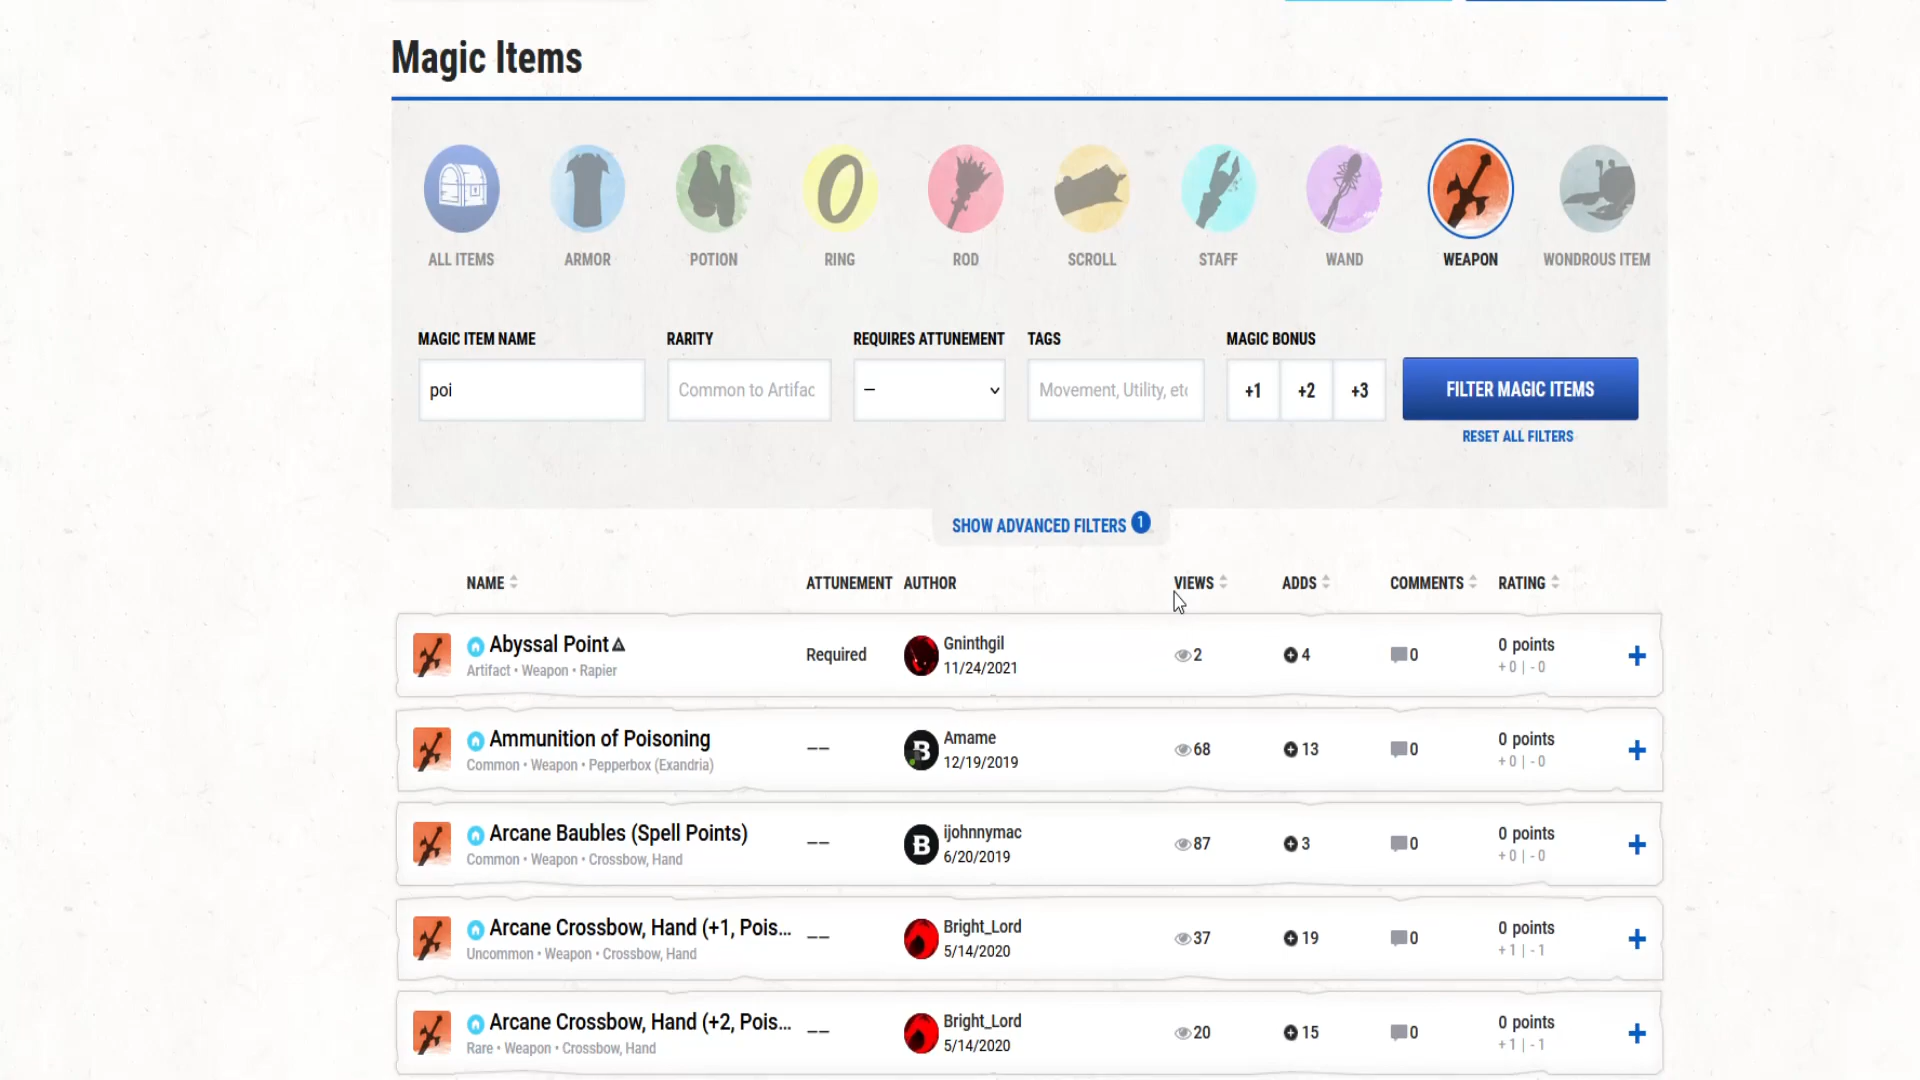 Magic Items
ALL ITEMS ARMOR POTION RING ROD SCROLL STAFF WAND WEAPON WONDROUS ITEM
MAGIC ITEM NAME RARITY REQUIRES ATTUNEMENT TAGS MAGIC BONUS
poi Common to Artifac – Movement, Utility, etc +1 +2 +3 FILTER MAGIC ITEMS
RESET ALL FILTERS
SHOW ADVANCED FILTERS 1
NAME ATTUNEMENT AUTHOR VIEWS ADDS COMMENTS RATING
Abyssal Point Required Gninthgil 2 4 0 0 points
Artifact • Weapon • Rapier 11/24/2021 + 0 | - 0
Ammunition of Poisoning –– Amame 68 13 0 0 points
Common • Weapon • Pepperbox (Exandria) 12/19/2019 + 0 | - 0
Arcane Baubles (Spell Points) –– ijohnnymac 87 3 0 0 points
Common • Weapon • Crossbow, Hand 6/20/2019 + 0 | - 0
Arcane Crossbow, Hand (+1, Pois... –– Bright_Lord 37 19 0 0 points
Uncommon • Weapon • Crossbow, Hand 5/14/2020 + 1 | - 1
Arcane Crossbow, Hand (+2, Pois... –– Bright_Lord 20 15 0 0 points
Rare • Weapon • Crossbow, Hand 5/14/2020 + 1 | - 1